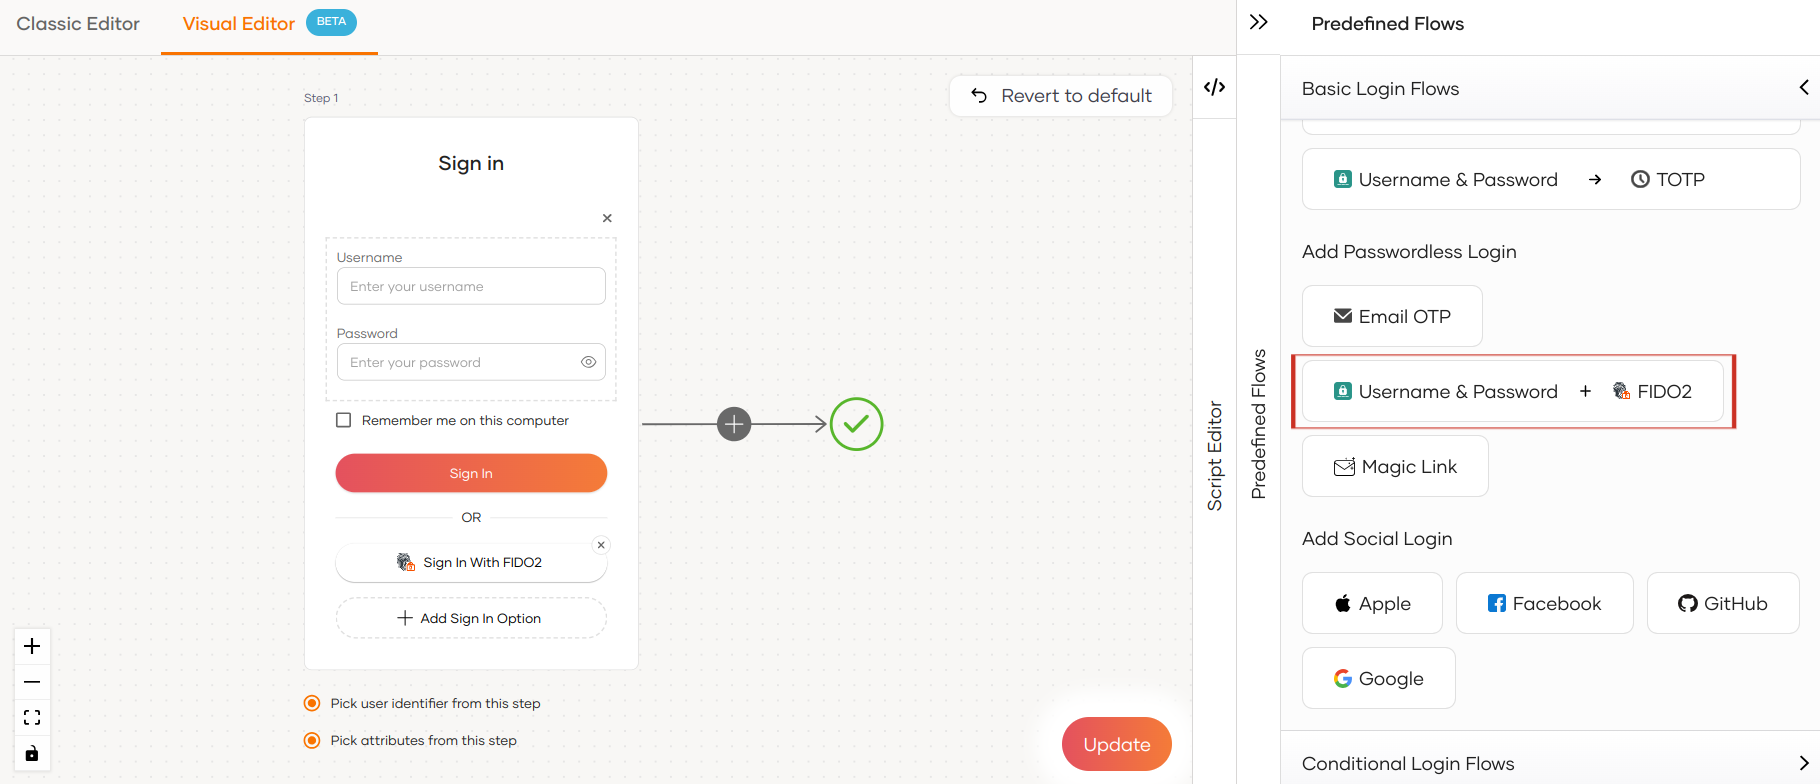 Classic Editor
Visual Editor
BETA
Step 1
Revert to default
Sign in
Username
Enter your username
Password
Enter your password
Remember me on this computer
Sign In
OR
Sign In With FIDO2
Add Sign In Option
Pick user identifier from this step
Pick attributes from this step
Update
Script Editor
Predefined Flows
Predefined Flows
Basic Login Flows
Username & Password → TOTP
Add Passwordless Login
Email OTP
Username & Password + FIDO2
Magic Link
Add Social Login
Apple
Facebook
GitHub
Google
Conditional Login Flows